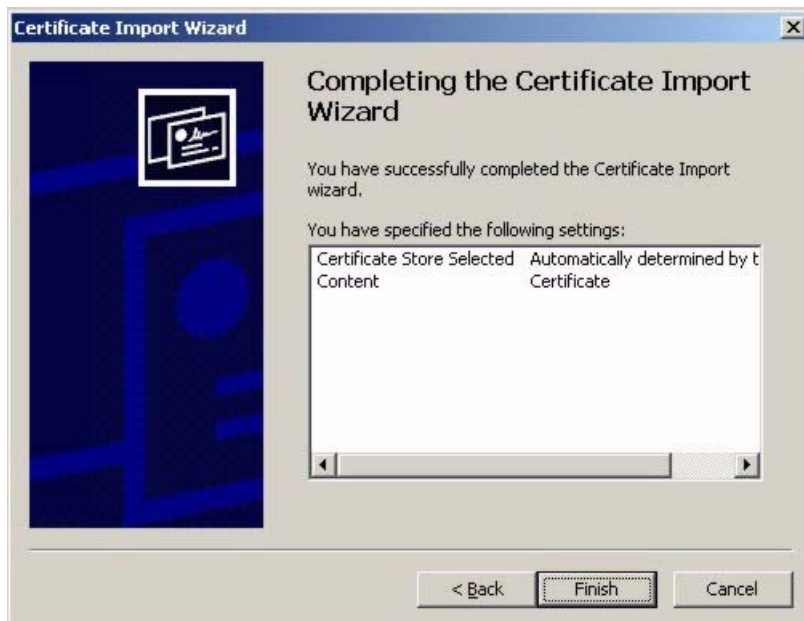 Certificate Import Wizard
Completing the Certificate Import
Wizard
You have successfully completed the Certificate Import
wizard.
You have specified the following settings:
Certificate Store Selected Automatically determined by t
Content Certificate
< Back Finish Cancel